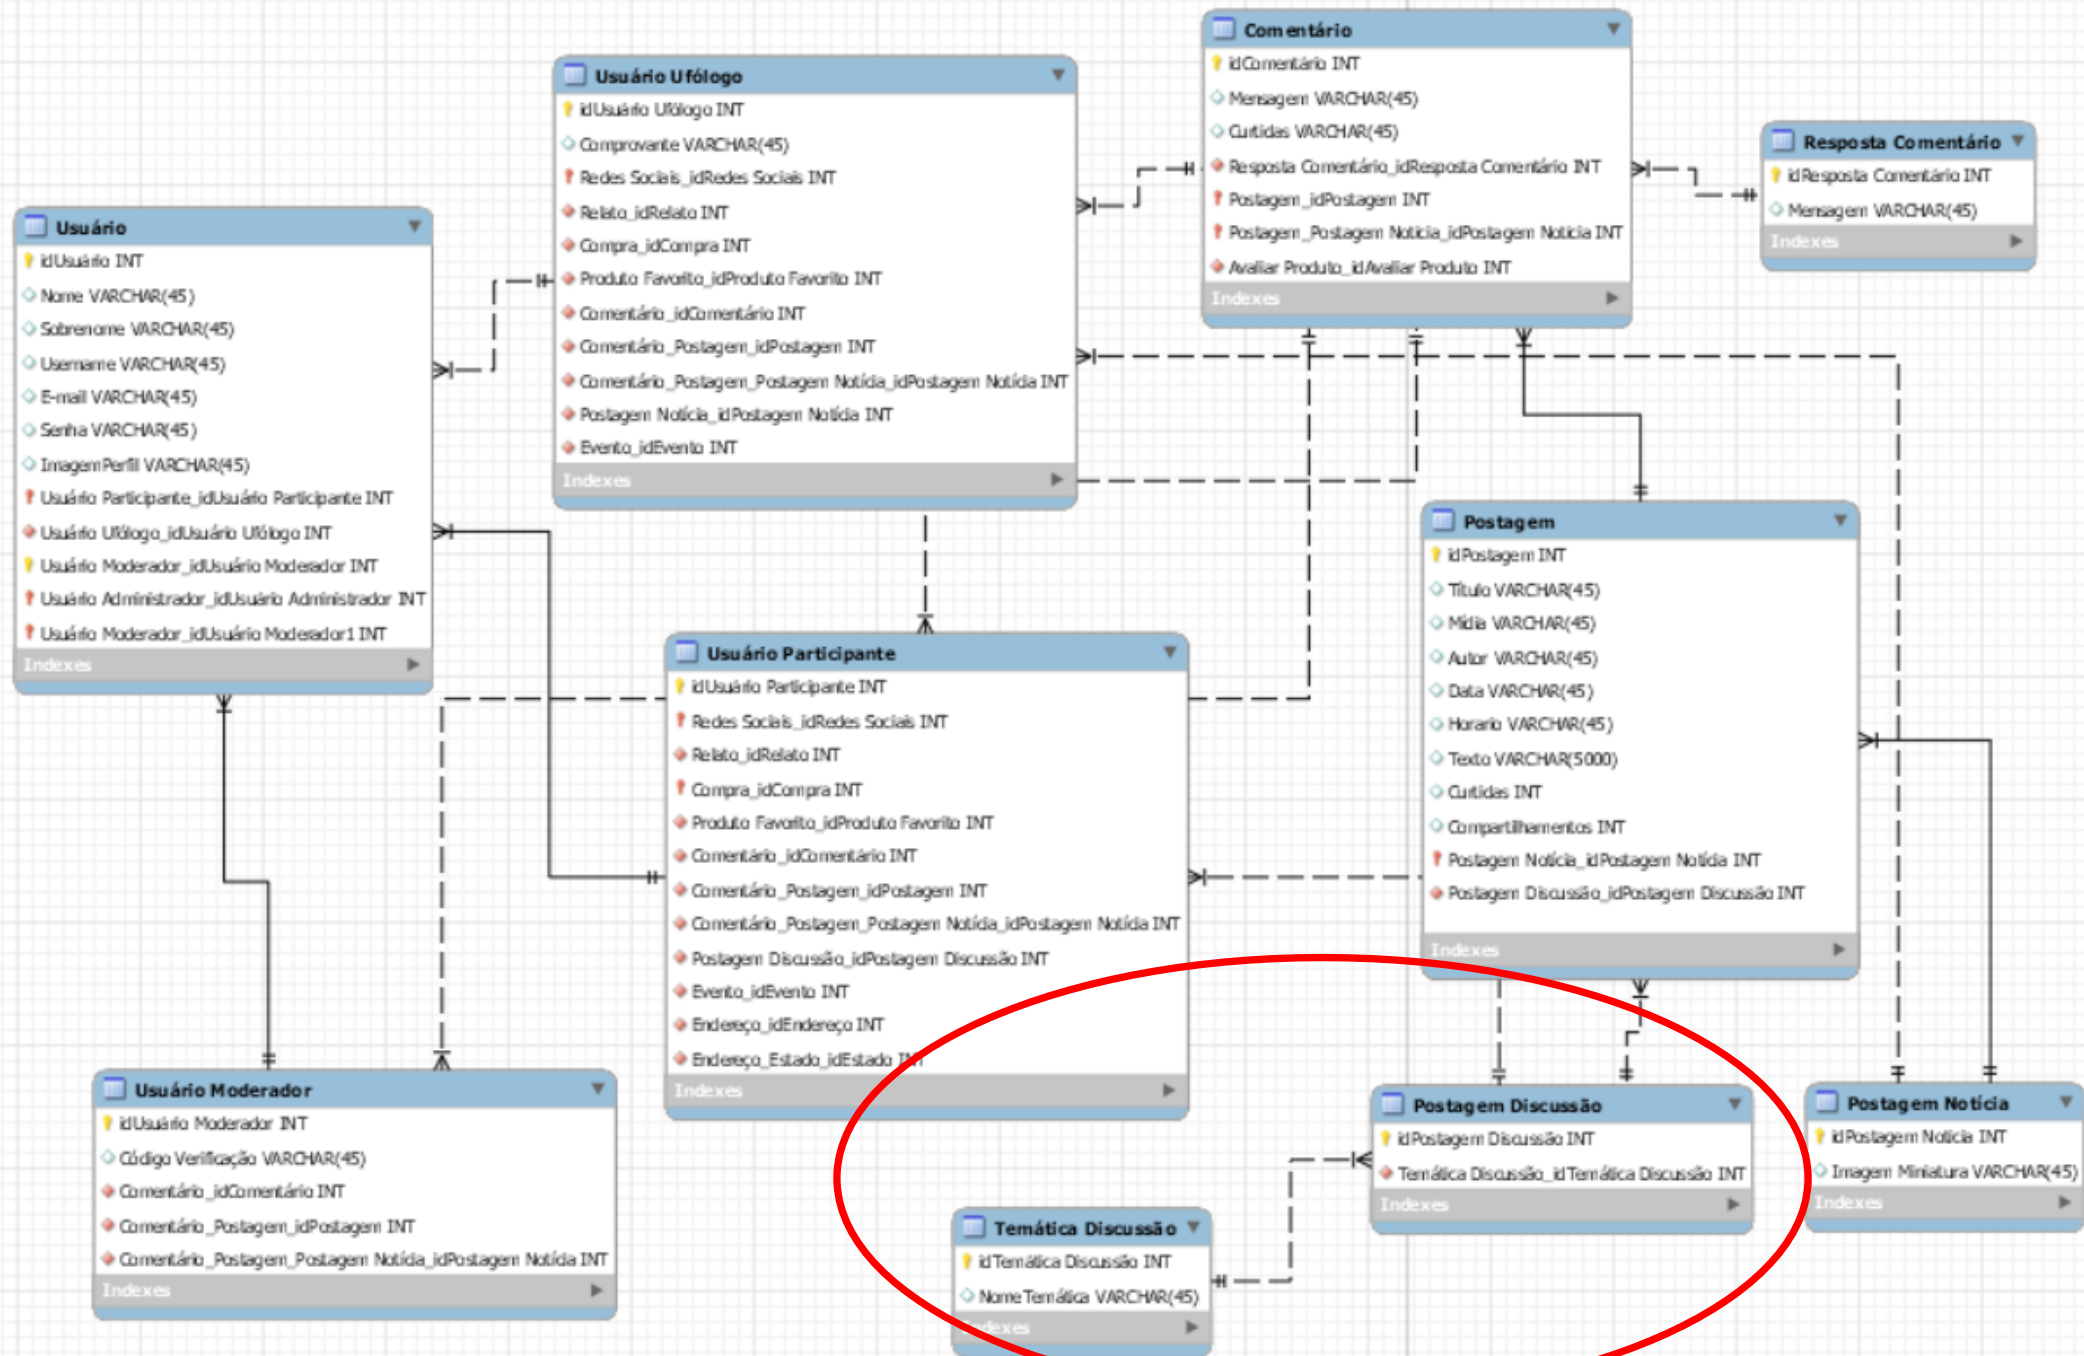 Usuário
idUsuário INT
Nome VARCHAR(45)
Sobrenome VARCHAR(45)
Username VARCHAR(45)
E-mail VARCHAR(45)
Senha VARCHAR(45)
ImagemPerfil VARCHAR(45)
Usuário Participante_idUsuário Participante INT
Usuário Ufólogo_idUsuário Ufólogo INT
Usuário Moderador_idUsuário Moderador INT
Usuário Administrador_idUsuário Administrador INT
Usuário Moderador_idUsuário Moderador1 INT
Indexes
Usuário Ufólogo
idUsuário Ufólogo INT
Comprovante VARCHAR(45)
Redes Sociais_idRedes Sociais INT
Relato_idRelato INT
Compra_idCompra INT
Produto Favorito_idProduto Favorito INT
Comentário_idComentário INT
Comentário_Postagem_idPostagem INT
Comentário_Postagem_Postagem Notícia_idPostagem Notícia INT
Postagem Notícia_idPostagem Notícia INT
Evento_idEvento INT
Indexes
Comentário
idComentário INT
Mensagem VARCHAR(45)
Curtidas VARCHAR(45)
Resposta Comentário_idResposta Comentário INT
Postagem_idPostagem INT
Postagem_Postagem Notícia_idPostagem Notícia INT
Avaliar Produto_idAvaliar Produto INT
Indexes
Resposta Comentário
idResposta Comentário INT
Mensagem VARCHAR(45)
Indexes
Usuário Participante
idUsuário Participante INT
Redes Sociais_idRedes Sociais INT
Relato_idRelato INT
Compra_idCompra INT
Produto Favorito_idProduto Favorito INT
Comentário_idComentário INT
Comentário_Postagem_idPostagem INT
Comentário_Postagem_Postagem Notícia_idPostagem Notícia INT
Postagem Discussão_idPostagem Discussão INT
Evento_idEvento INT
Endereço_idEndereço INT
Endereço_Estado_idEstado INT
Indexes
Postagem
idPostagem INT
Título VARCHAR(45)
Mídia VARCHAR(45)
Autor VARCHAR(45)
Data VARCHAR(45)
Horario VARCHAR(45)
Texto VARCHAR(5000)
Curtidas INT
Compartilhamentos INT
Postagem Notícia_idPostagem Notícia INT
Postagem Discussão_idPostagem Discussão INT
Indexes
Usuário Moderador
idUsuário Moderador INT
Código Verificação VARCHAR(45)
Comentário_idComentário INT
Comentário_Postagem_idPostagem INT
Comentário_Postagem_Postagem Notícia_idPostagem Notícia INT
Indexes
Temática Discussão
idTemática Discussão INT
NomeTemática VARCHAR(45)
Indexes
Postagem Discussão
idPostagem Discussão INT
Temática Discussão_idTemática Discussão INT
Indexes
Postagem Notícia
idPostagem Notícia INT
Imagem Miniatura VARCHAR(45)
Indexes